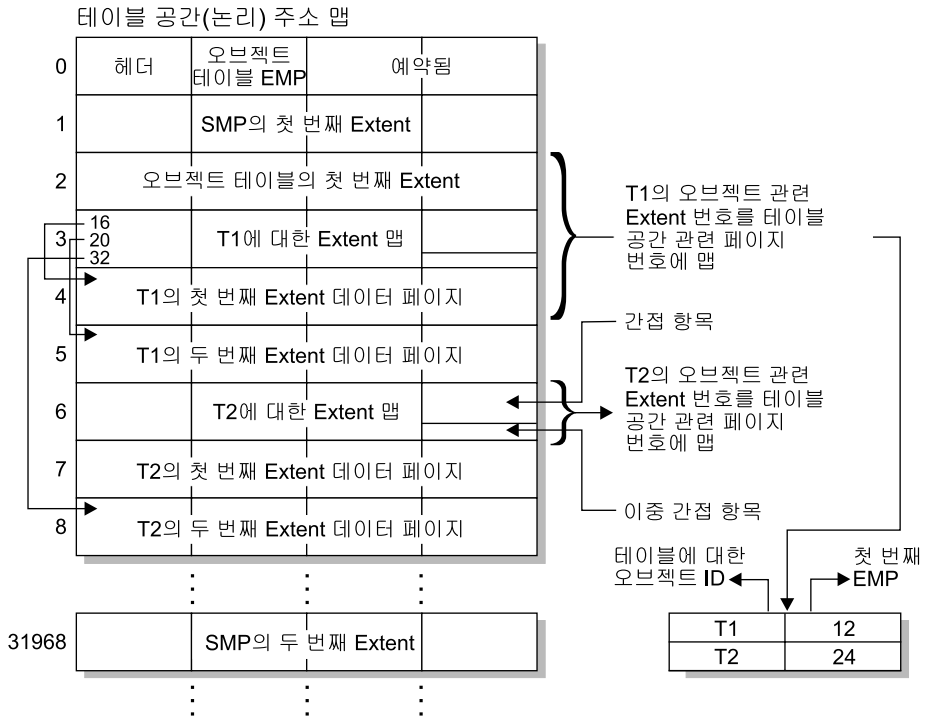 테이블 공간(논리) 주소 맵
0
헤더
오브젝트
테이블 EMP
예약됨
1
SMP의 첫 번째 Extent
2
오브젝트 테이블의 첫 번째 Extent
3
16
20
32
T1에 대한 Extent 맵
4
T1의 첫 번째 Extent 데이터 페이지
5
T1의 두 번째 Extent 데이터 페이지
6
T2에 대한 Extent 맵
7
T2의 첫 번째 Extent 데이터 페이지
8
T2의 두 번째 Extent 데이터 페이지
31968
SMP의 두 번째 Extent
T1의 오브젝트 관련
Extent 번호를 테이블
공간 관련 페이지
번호에 맵
간접 항목
T2의 오브젝트 관련
Extent 번호를 테이블
공간 관련 페이지
번호에 맵
이중 간접 항목
테이블에 대한
오브젝트 ID
첫 번째
EMP
T1 12
T2 24